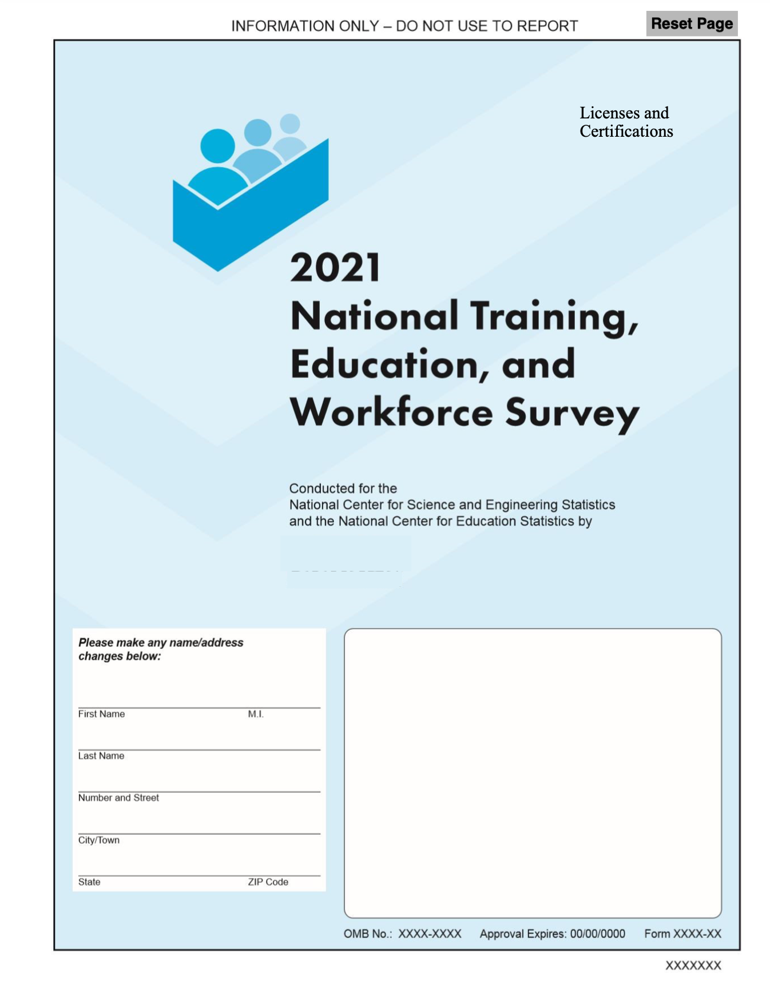 INFORMATION ONLY – DO NOT USE TO REPORT
Reset Page
Licenses and
Certifications
2021
National Training,
Education, and
Workforce Survey
Conducted for the
National Center for Science and Engineering Statistics
and the National Center for Education Statistics by
Please make any name/address
changes below:
First Name M.I.
Last Name
Number and Street
City/Town
State ZIP Code
OMB No.: XXXX-XXXX Approval Expires: 00/00/0000 Form XXXX-XX
XXXXXXX